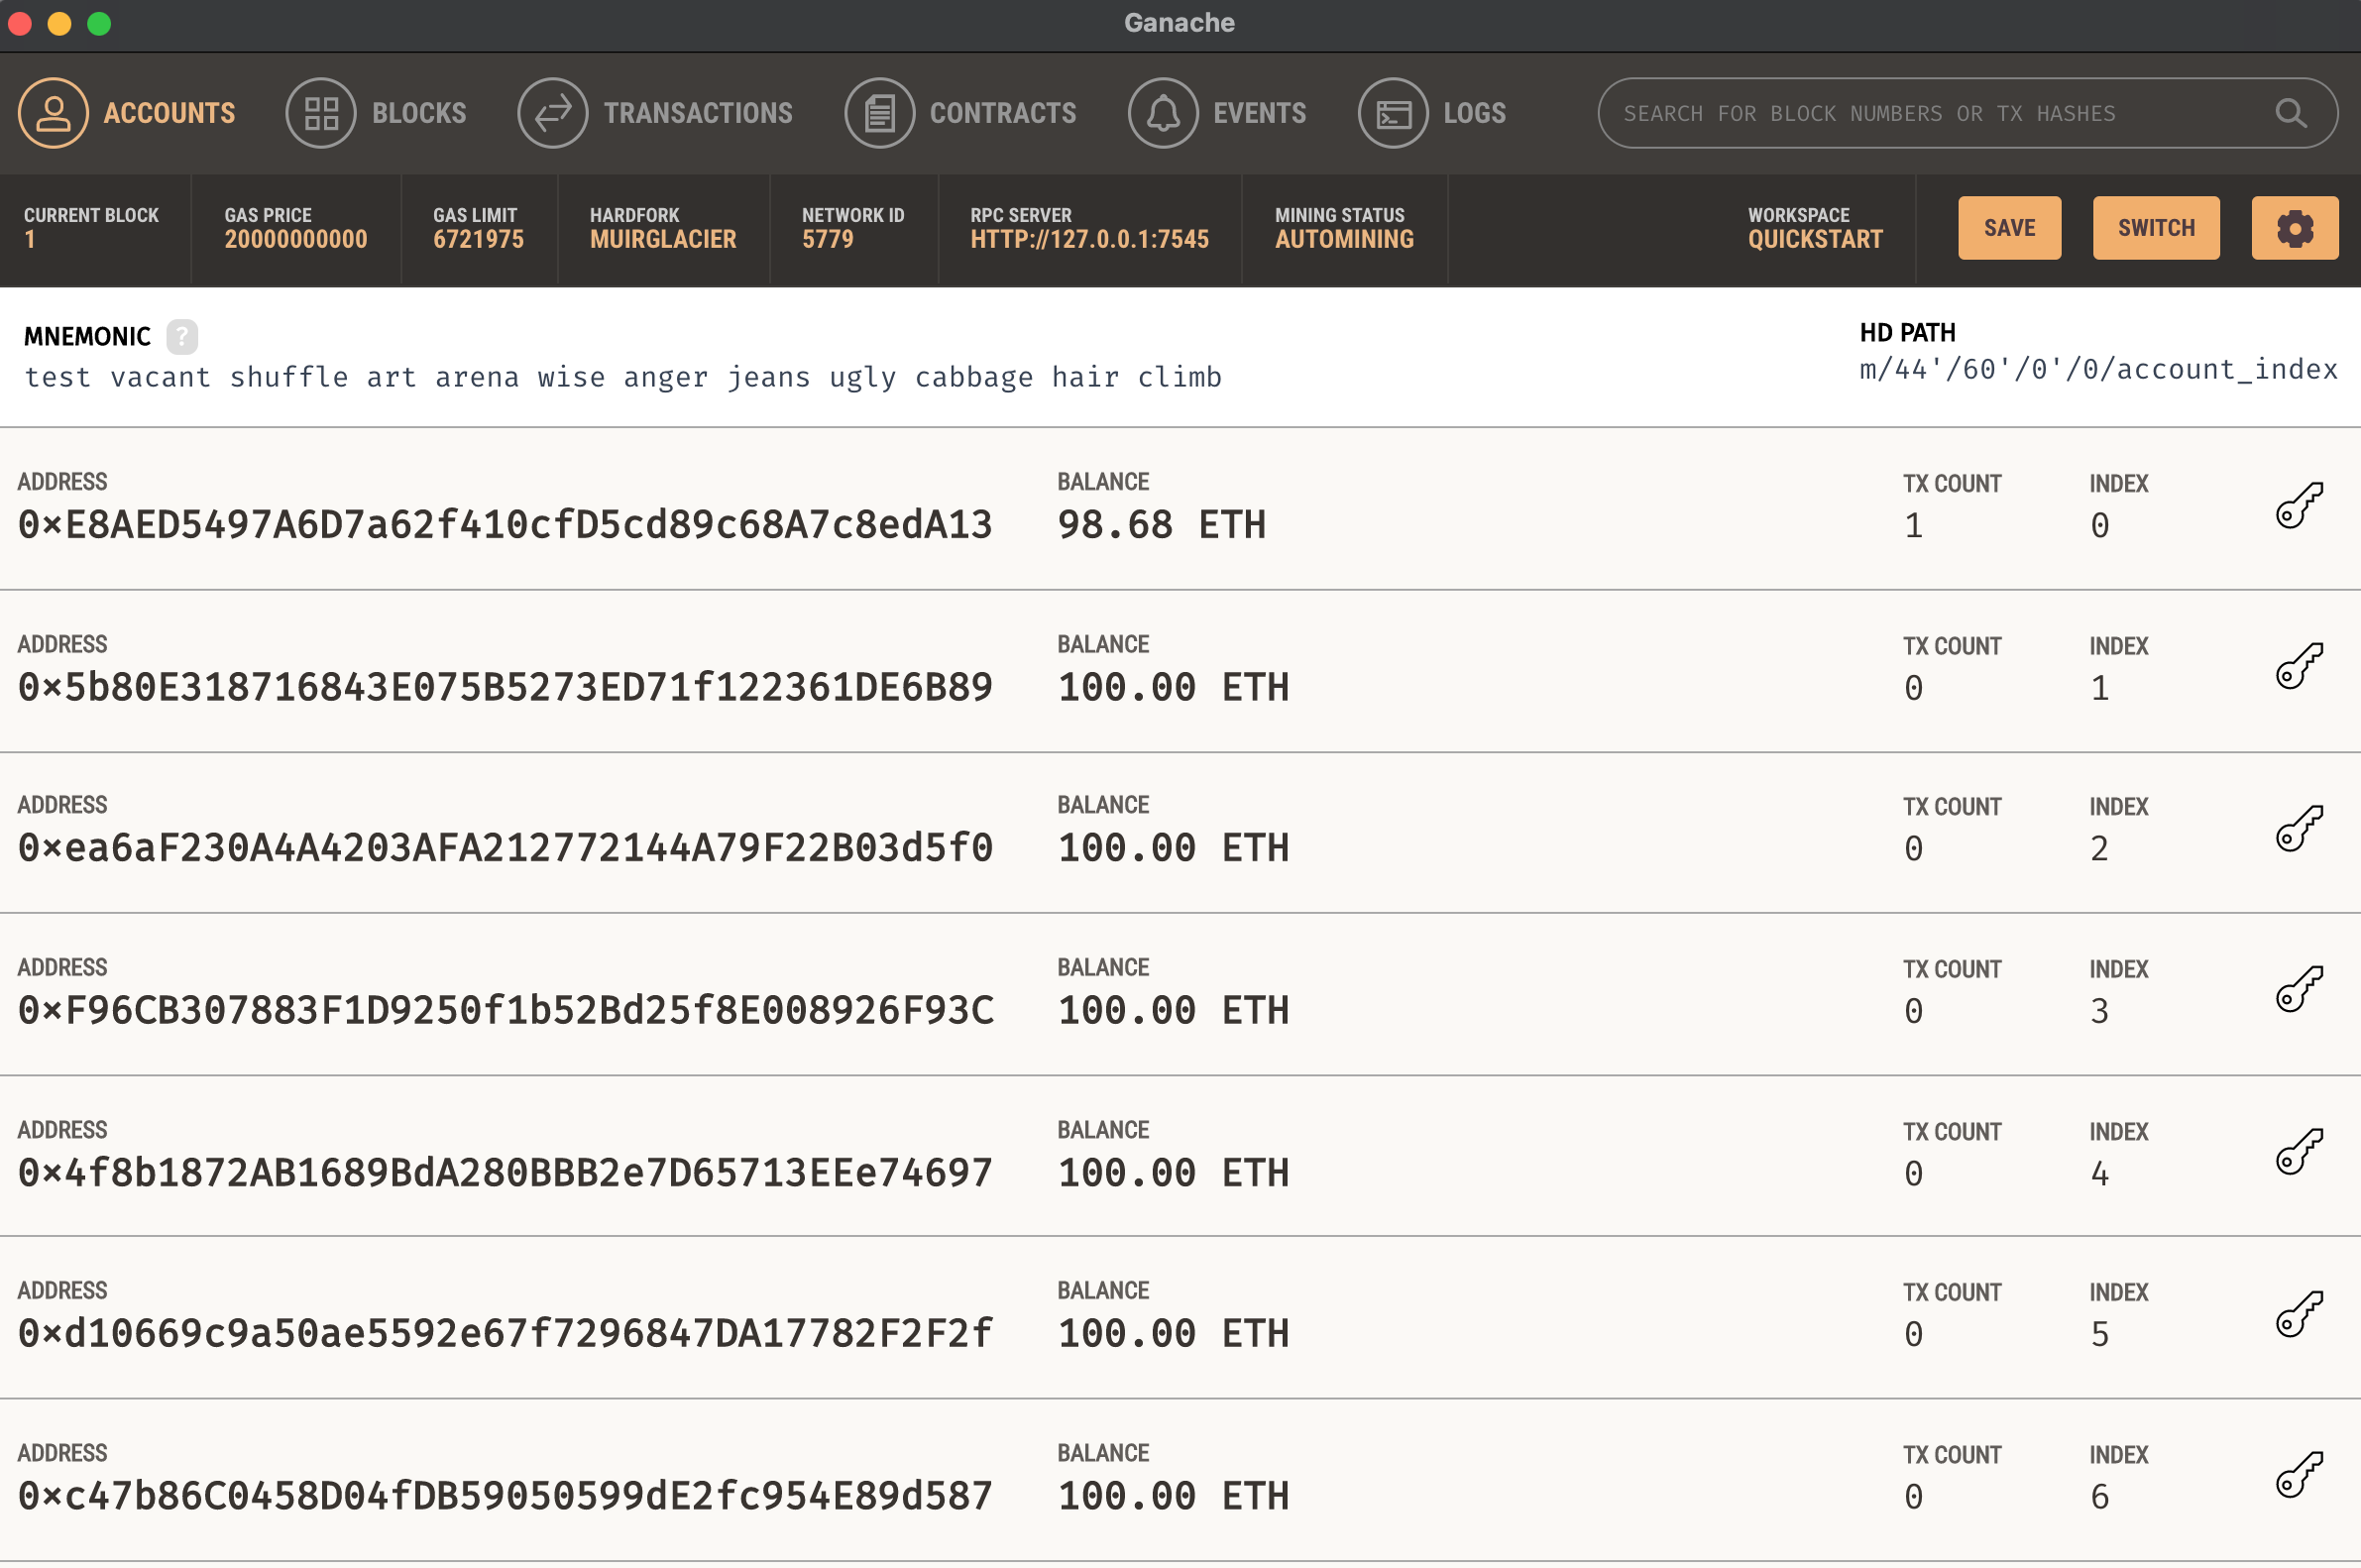 Ganache
ACCOUNTS BLOCKS TRANSACTIONS CONTRACTS EVENTS LOGS SEARCH FOR BLOCK NUMBERS OR TX HASHES
CURRENT BLOCK GAS PRICE GAS LIMIT HARDFORK NETWORK ID RPC SERVER MINING STATUS WORKSPACE
1 20000000000 6721975 MUIRGLACIER 5779 HTTP://127.0.0.1:7545 AUTOMINING QUICKSTART SAVE SWITCH
MNEMONIC ? HD PATH
test vacant shuffle art arena wise anger jeans ugly cabbage hair climb m/44'/60'/0'/0/account_index
ADDRESS BALANCE TX COUNT INDEX
0×E8AED5497A6D7a62f410cfD5cd89c68A7c8edA13 98.68 ETH 1 0
ADDRESS BALANCE TX COUNT INDEX
0×5b80E318716843E075B5273ED71f122361DE6B89 100.00 ETH 0 1
ADDRESS BALANCE TX COUNT INDEX
0×ea6aF230A4A4203AFA212772144A79F22B03d5f0 100.00 ETH 0 2
ADDRESS BALANCE TX COUNT INDEX
0×F96CB307883F1D9250f1b52Bd25f8E008926F93C 100.00 ETH 0 3
ADDRESS BALANCE TX COUNT INDEX
0×4f8b1872AB1689BdA280BBB2e7D65713EEe74697 100.00 ETH 0 4
ADDRESS BALANCE TX COUNT INDEX
0×d10669c9a50ae5592e67f7296847DA17782F2F2f 100.00 ETH 0 5
ADDRESS BALANCE TX COUNT INDEX
0×c47b86C0458D04fDB59050599dE2fc954E89d587 100.00 ETH 0 6